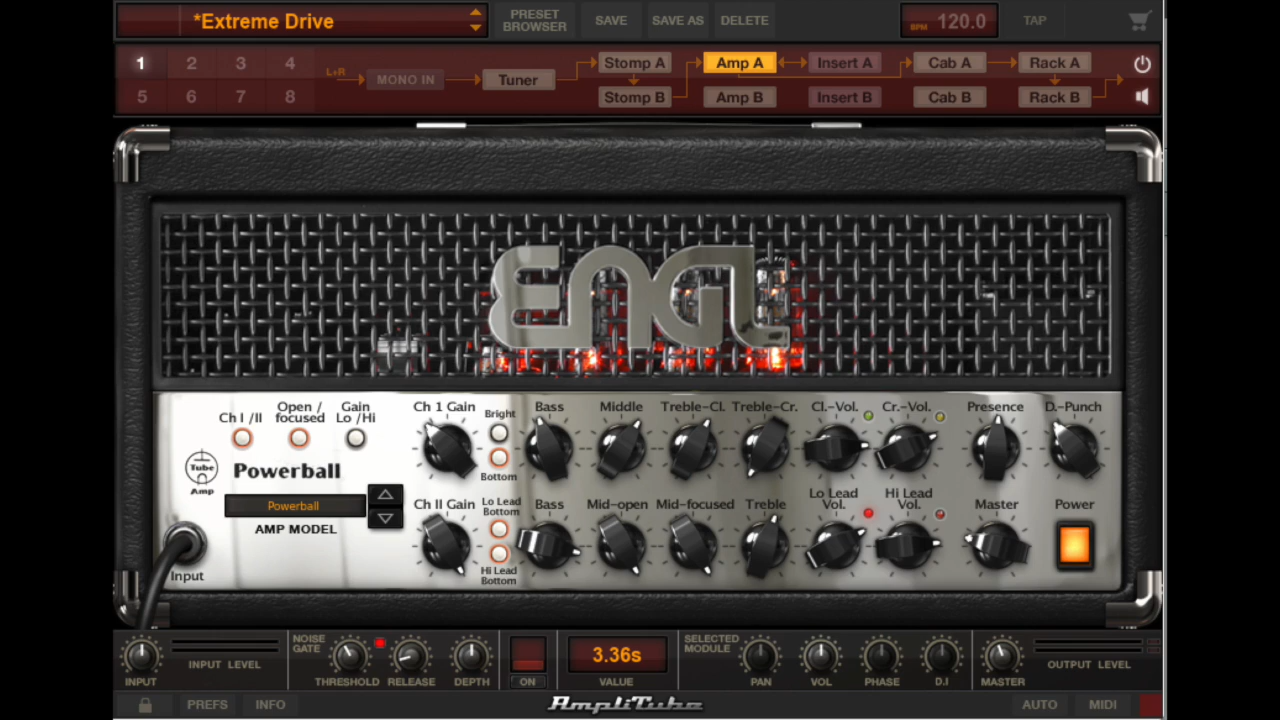 *Extreme Drive
PRESET BROWSER
SAVE
SAVE AS
DELETE
BPM 120.0
TAP
1 2 3 4
5 6 7 8
L+R
MONO IN
Tuner
Stomp A
Amp A
Insert A
Cab A
Rack A
Stomp B
Amp B
Insert B
Cab B
Rack B
ENGL
Ch I /II
Open / focused
Gain Lo /Hi
Ch 1 Gain
Bright
Bottom
Bass
Middle
Treble-Cl.
Treble-Cr.
Cl.-Vol.
Cr.-Vol.
Presence
D.-Punch
Tube Amp
Powerball
Powerball
AMP MODEL
Input
Ch II Gain
Lo Lead Bottom
Hi Lead Bottom
Bass
Mid-open
Mid-focused
Treble
Lo Lead Vol.
Hi Lead Vol.
Master
Power
INPUT
INPUT LEVEL
NOISE GATE
THRESHOLD
RELEASE
DEPTH
ON
3.36s
VALUE
SELECTED MODULE
PAN
VOL
PHASE
D.I
MASTER
OUTPUT LEVEL
PREFS
INFO
AmpliTube
AUTO
MIDI